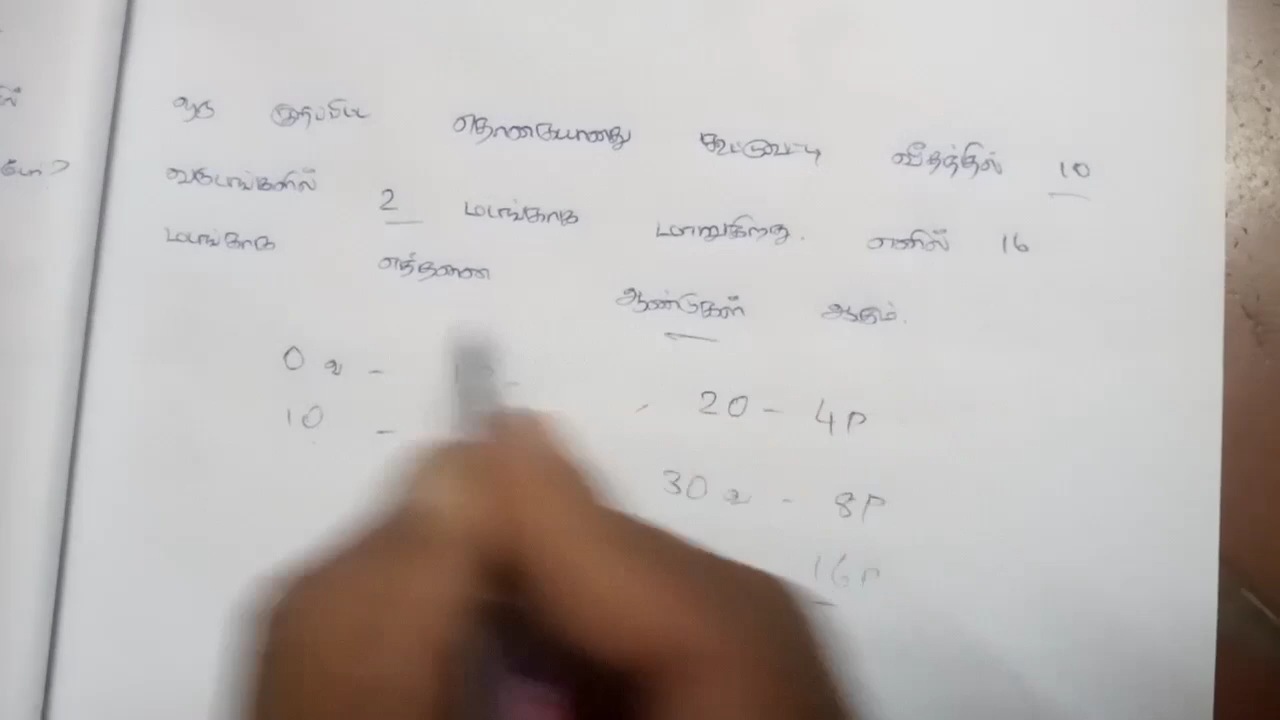 ஒரு குறிப்பிட்ட தொகையானது கூட்டுவட்டி வீதத்தில் 10
வருடங்களில் 2 மடங்காக மாறுகிறது. எனில் 16
மடங்காக எத்தனை ஆண்டுகள் ஆகும்.
0 வ -
20 - 4P
10 -
30 வ - 8P
16P